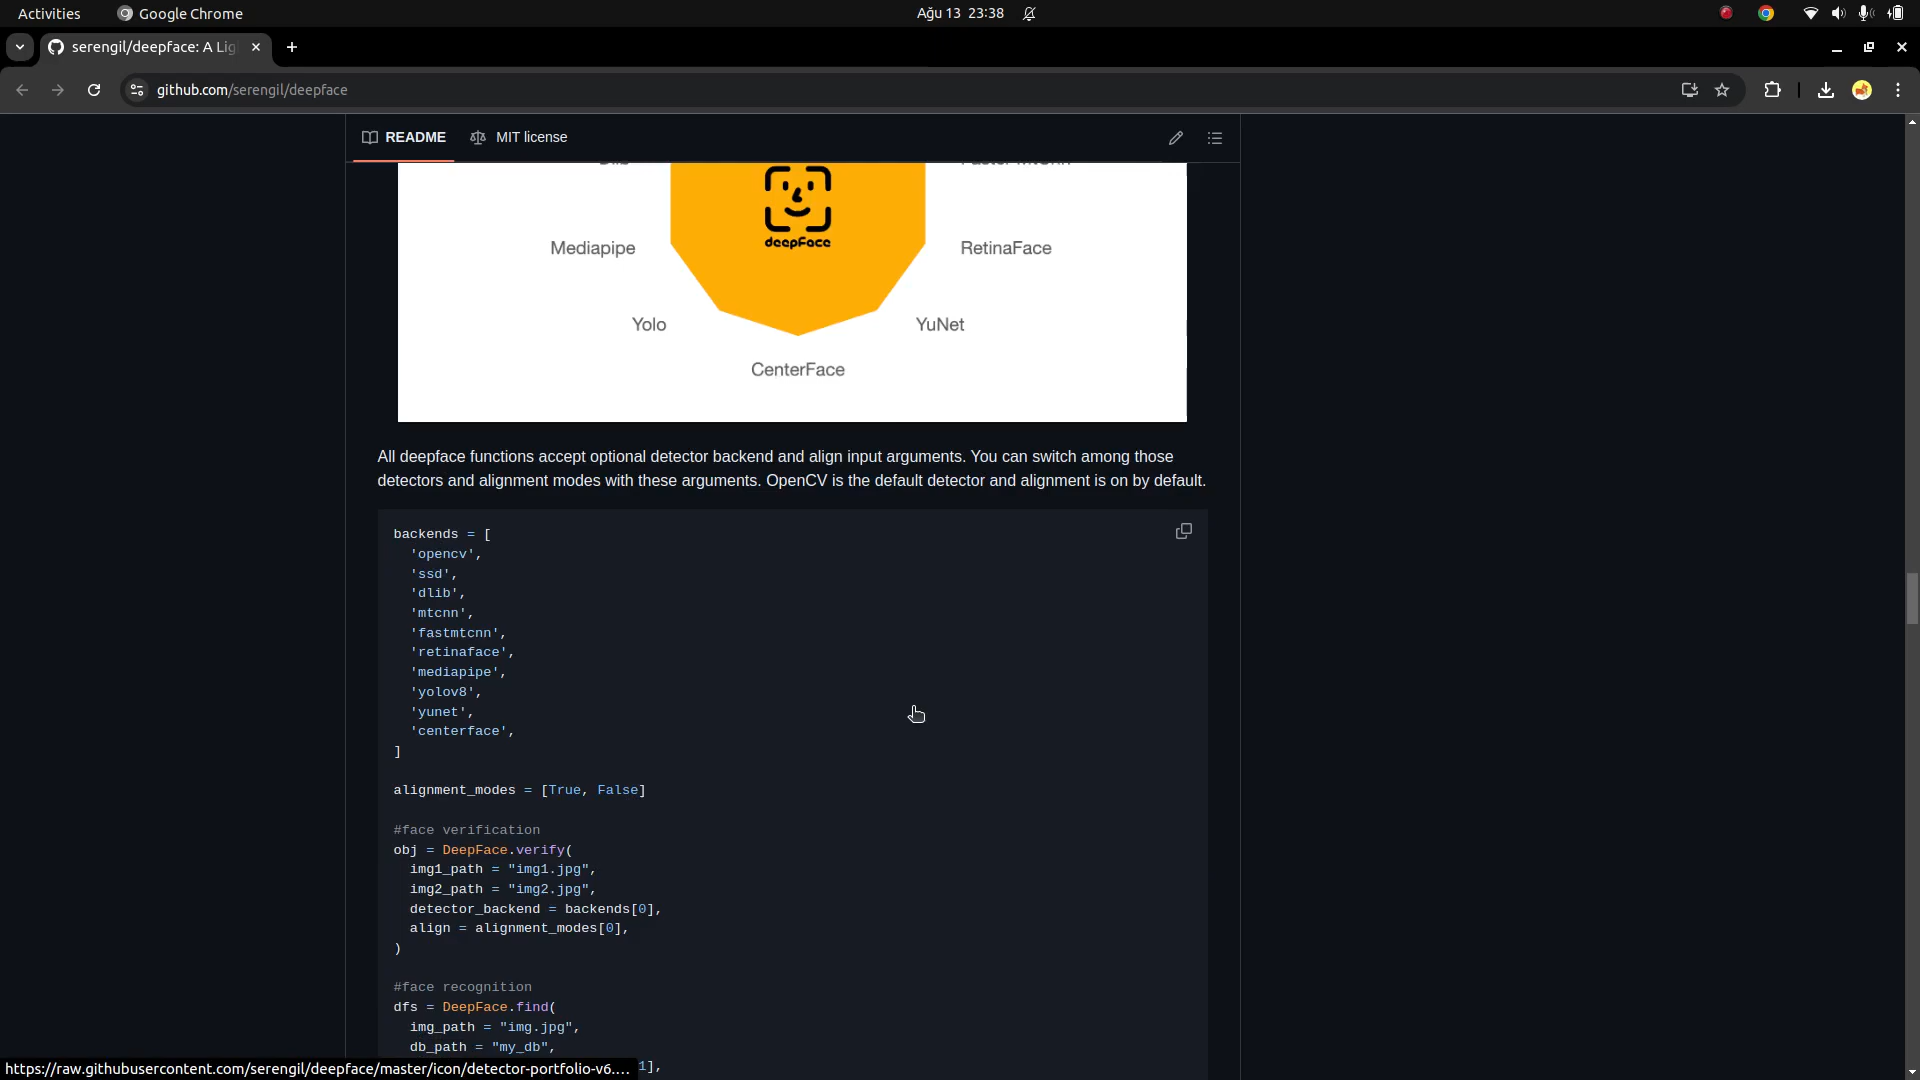 Activities
Google Chrome
Ağu 13 23:38
serengil/deepface: A Lig
github.com/serengil/deepface
README
MIT license
deepFace
Mediapipe
RetinaFace
Yolo
YuNet
CenterFace
All deepface functions accept optional detector backend and align input arguments. You can switch among those
detectors and alignment modes with these arguments. OpenCV is the default detector and alignment is on by default.
backends = [
'opencv',
'ssd',
'dlib',
'mtcnn',
'fastmtcnn',
'retinaface',
'mediapipe',
'yolov8',
'yunet',
'centerface',
]
alignment_modes = [True, False]
#face verification
obj = DeepFace.verify(
img1_path = "img1.jpg",
img2_path = "img2.jpg",
detector_backend = backends[0],
align = alignment_modes[0],
)
#face recognition
dfs = DeepFace.find(
img_path = "img.jpg",
db_path = "my_db",
1],
https://raw.githubusercontent.com/serengil/deepface/master/icon/detector-portfolio-v6....